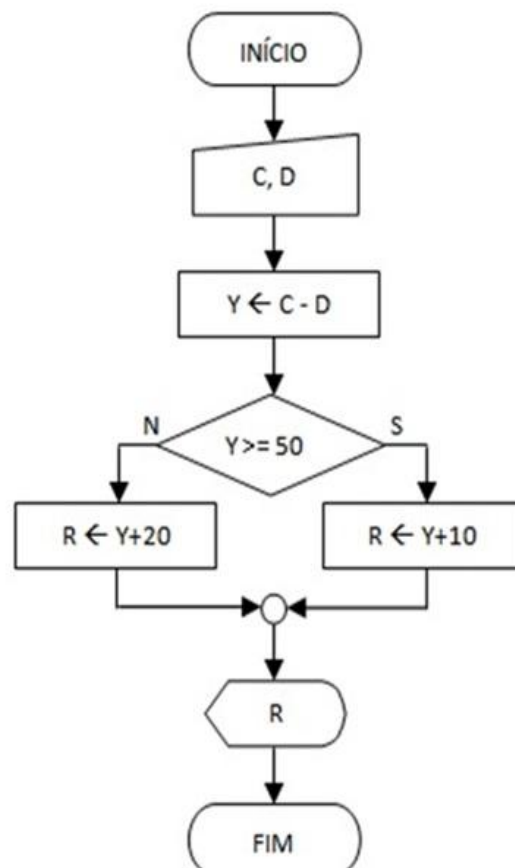 INÍCIO
C, D
Y ← C - D
N
Y >= 50
S
R ← Y+20
R ← Y+10
R
FIM